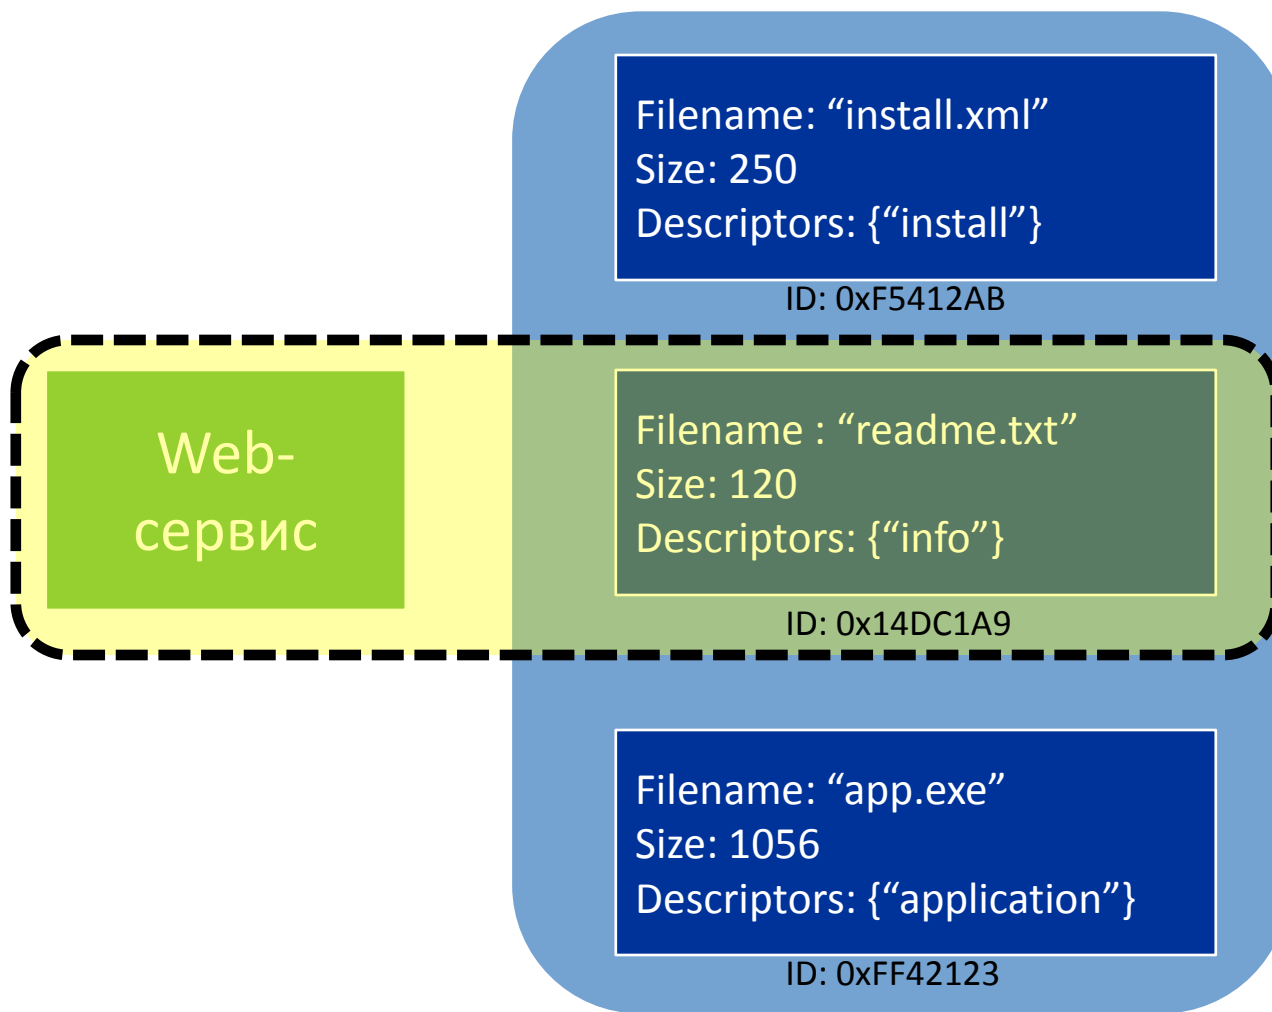 Filename: “install.xml”
Size: 250
Descriptors: {“install”}
ID: 0xF5412AB
Web-
сервис
Filename : “readme.txt”
Size: 120
Descriptors: {“info”}
ID: 0x14DC1A9
Filename: “app.exe”
Size: 1056
Descriptors: {“application”}
ID: 0xFF42123